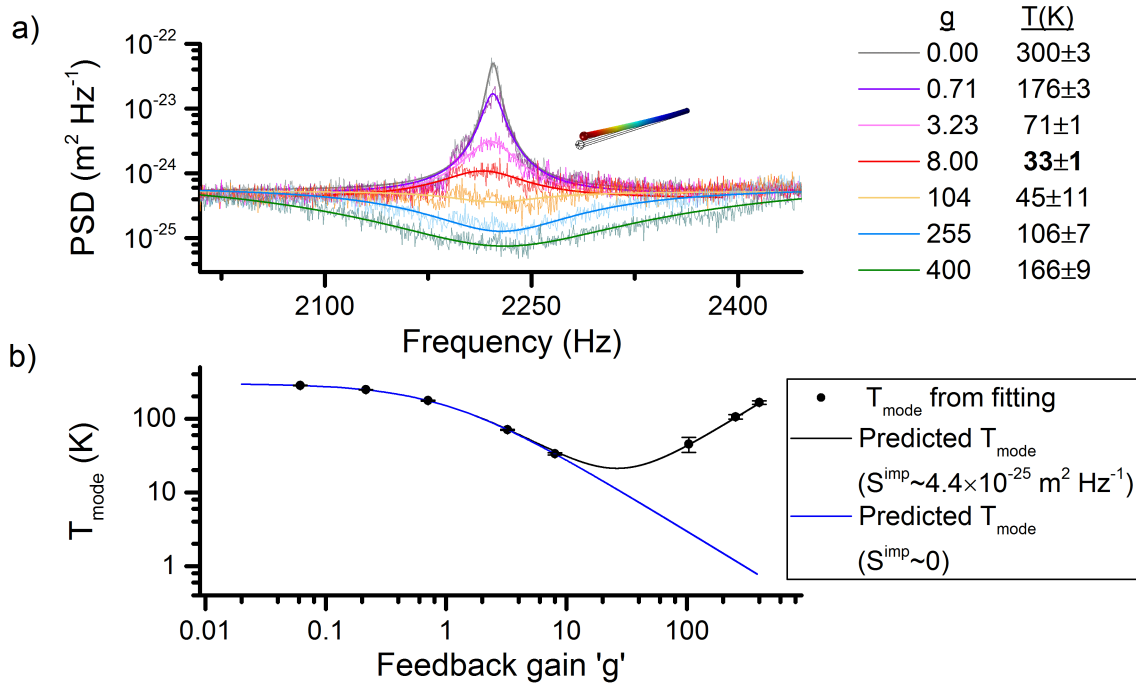 a)
10⁻²²
10⁻²³
10⁻²⁴
10⁻²⁵
PSD (m² Hz⁻¹)
2100 2250 2400
Frequency (Hz)
g T(K)
0.00 300±3
0.71 176±3
3.23 71±1
8.00 33±1
104 45±11
255 106±7
400 166±9
b)
100
10
1
T_mode (K)
0.01 0.1 1 10 100
Feedback gain 'g'
T_mode from fitting
Predicted T_mode
(S^imp~4.4×10⁻²⁵ m² Hz⁻¹)
Predicted T_mode
(S^imp~0)